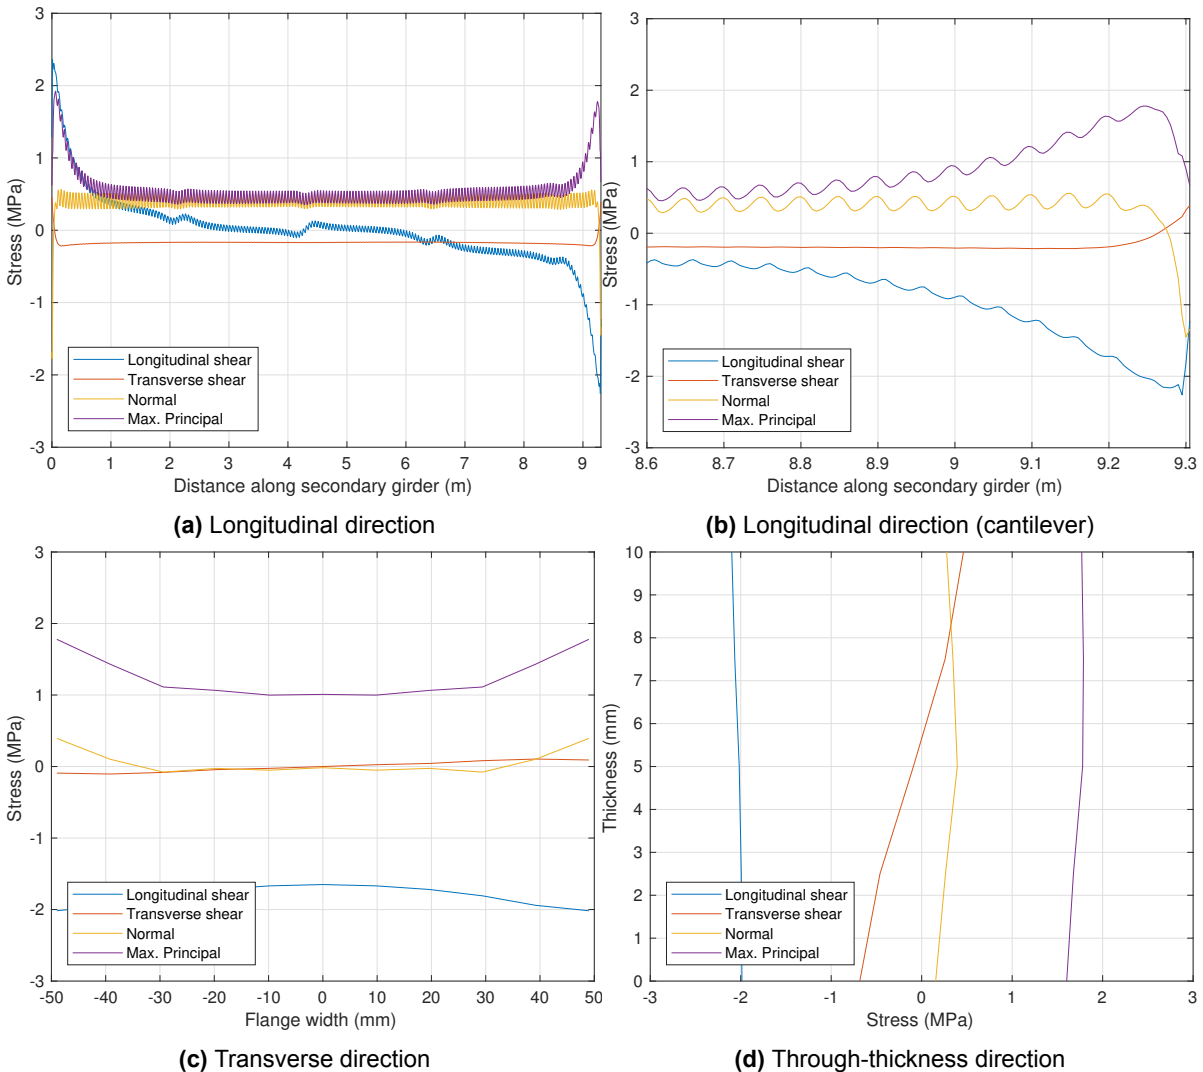 3
2
1
0
-1
-2
-3
Stress (MPa)
Longitudinal shear
Transverse shear
Normal
Max. Principal
0 1 2 3 4 5 6 7 8 9
Distance along secondary girder (m)
(a) Longitudinal direction
3
2
1
0
-1
-2
-3
Stress (MPa)
Longitudinal shear
Transverse shear
Normal
Max. Principal
8.6 8.7 8.8 8.9 9 9.1 9.2 9.3
Distance along secondary girder (m)
(b) Longitudinal direction (cantilever)
3
2
1
0
-1
-2
-3
Stress (MPa)
Longitudinal shear
Transverse shear
Normal
Max. Principal
-50 -40 -30 -20 -10 0 10 20 30 40 50
Flange width (mm)
(c) Transverse direction
10
9
8
7
6
5
4
3
2
1
0
Thickness (mm)
Longitudinal shear
Transverse shear
Normal
Max. Principal
-3 -2 -1 0 1 2 3
Stress (MPa)
(d) Through-thickness direction